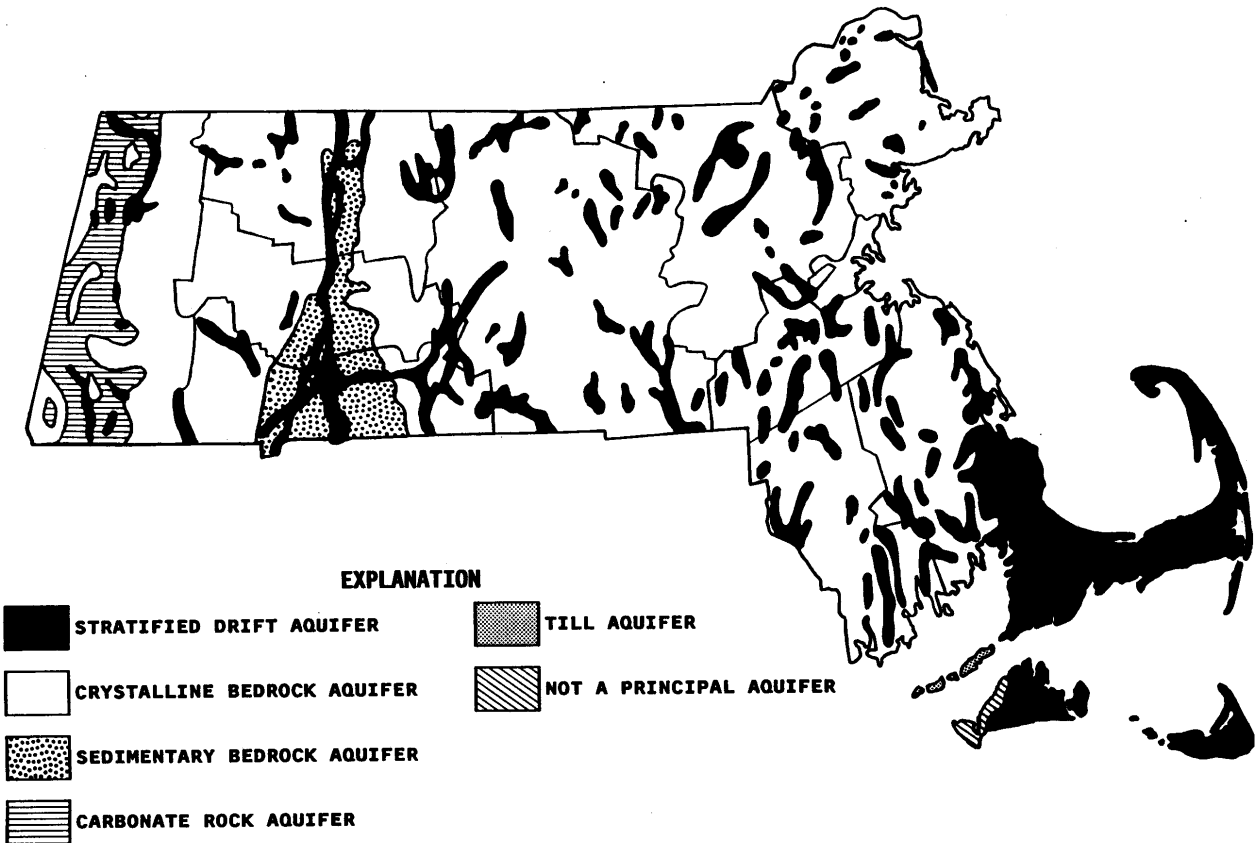 EXPLANATION
STRATIFIED DRIFT AQUIFER
CRYSTALLINE BEDROCK AQUIFER
SEDIMENTARY BEDROCK AQUIFER
CARBONATE ROCK AQUIFER
TILL AQUIFER
NOT A PRINCIPAL AQUIFER